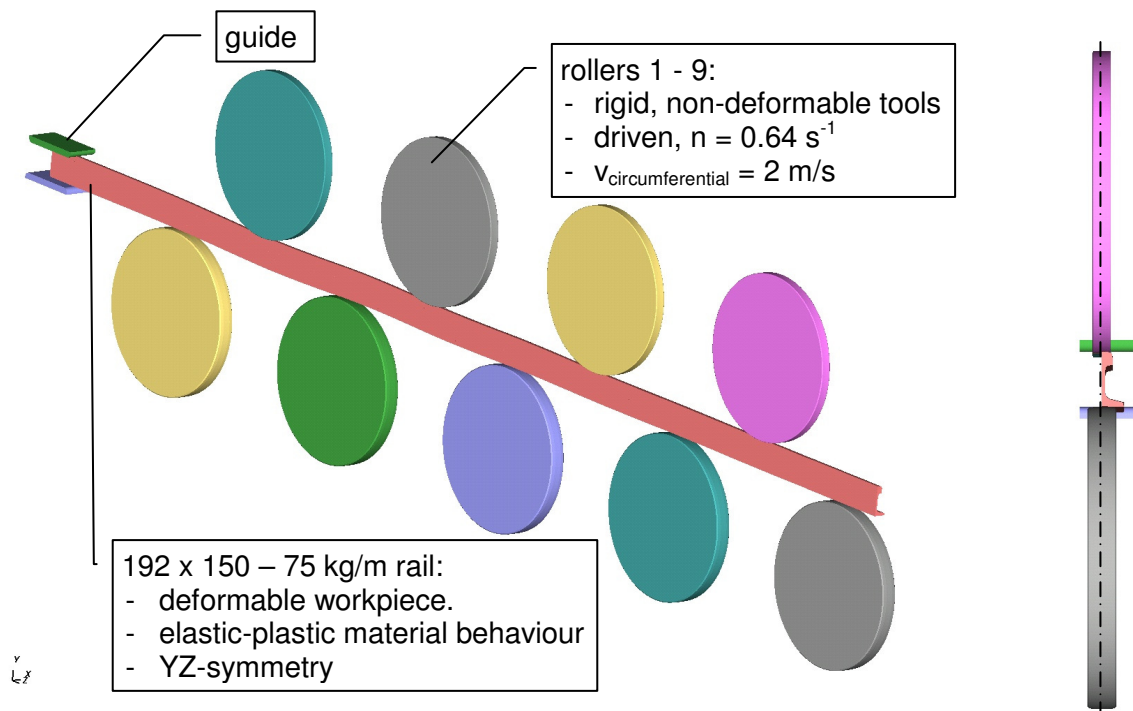 guide
rollers 1 - 9:
- rigid, non-deformable tools
- driven, n = 0.64 s⁻¹
- v_circumferential = 2 m/s
192 x 150 – 75 kg/m rail:
- deformable workpiece.
- elastic-plastic material behaviour
- YZ-symmetry
Y
Z X